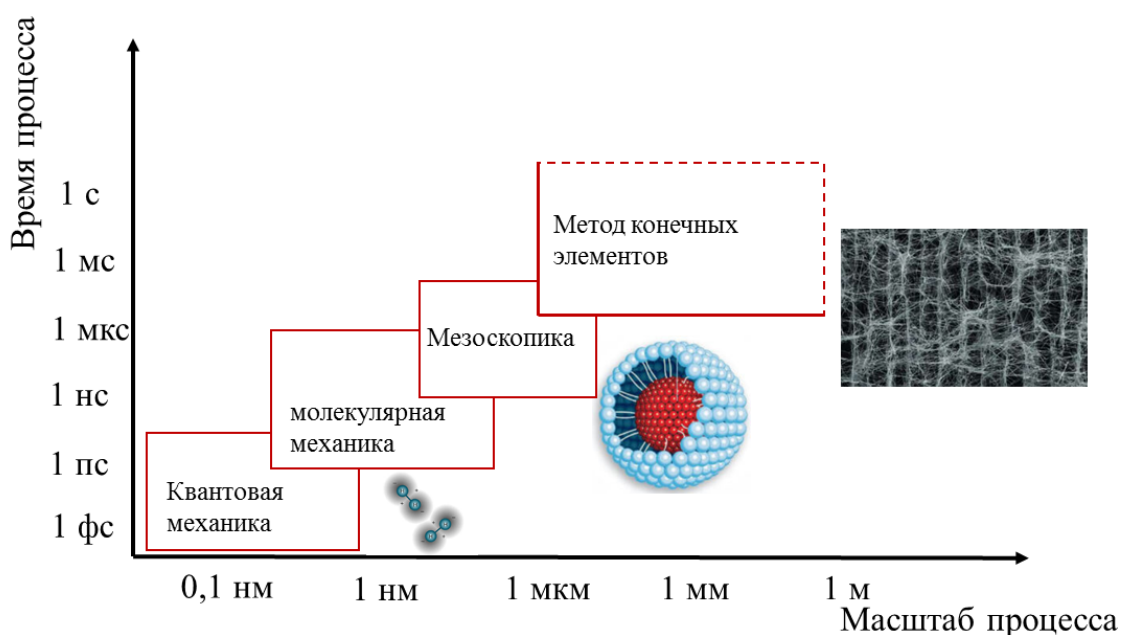 Время процесса
1 с
1 мс
1 мкс
1 нс
1 пс
1 фс
Метод конечных
элементов
Мезоскопика
молекулярная
механика
Квантовая
механика
0,1 нм
1 нм
1 мкм
1 мм
1 м
Масштаб процесса